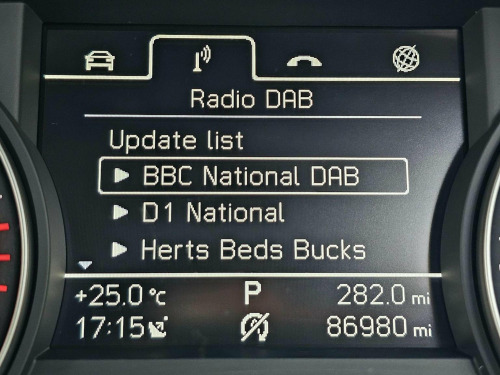 Radio DAB
Update list
BBC National DAB
D1 National
Herts Beds Bucks
+25.0 °C P 282.0 mi
17:15 86980 mi